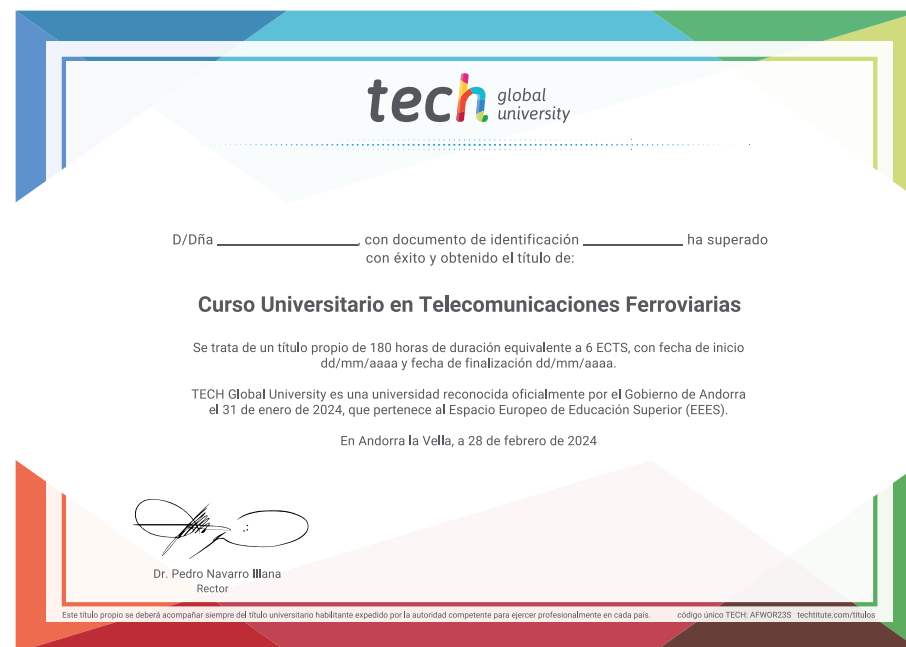 tech global
university
D/Dña ______________, con documento de identificación __________ ha superado
con éxito y obtenido el título de:
Curso Universitario en Telecomunicaciones Ferroviarias
Se trata de un título propio de 180 horas de duración equivalente a 6 ECTS, con fecha de inicio
dd/mm/aaaa y fecha de finalización dd/mm/aaaa.
TECH Global University es una universidad reconocida oficialmente por el Gobierno de Andorra
el 31 de enero de 2024, que pertenece al Espacio Europeo de Educación Superior (EEES).
En Andorra la Vella, a 28 de febrero de 2024
Dr. Pedro Navarro Illana
Rector
Este título propio se deberá acompañar siempre del título universitario habilitante expedido por la autoridad competente para ejercer profesionalmente en cada país. código único TECH: AFWOR23S techtitute.com/titulos